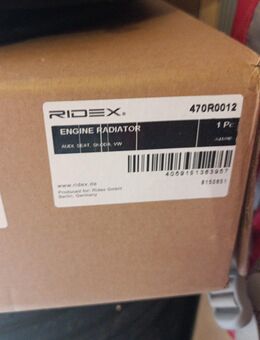 RIDEX® 470R0012
ENGINE RADIATOR 1 Pc.
AUDI, SEAT, SKODA, VW
4059191363957
8150851
www.ridex.de
Produced for: Ridex GmbH
Berlin, Germany